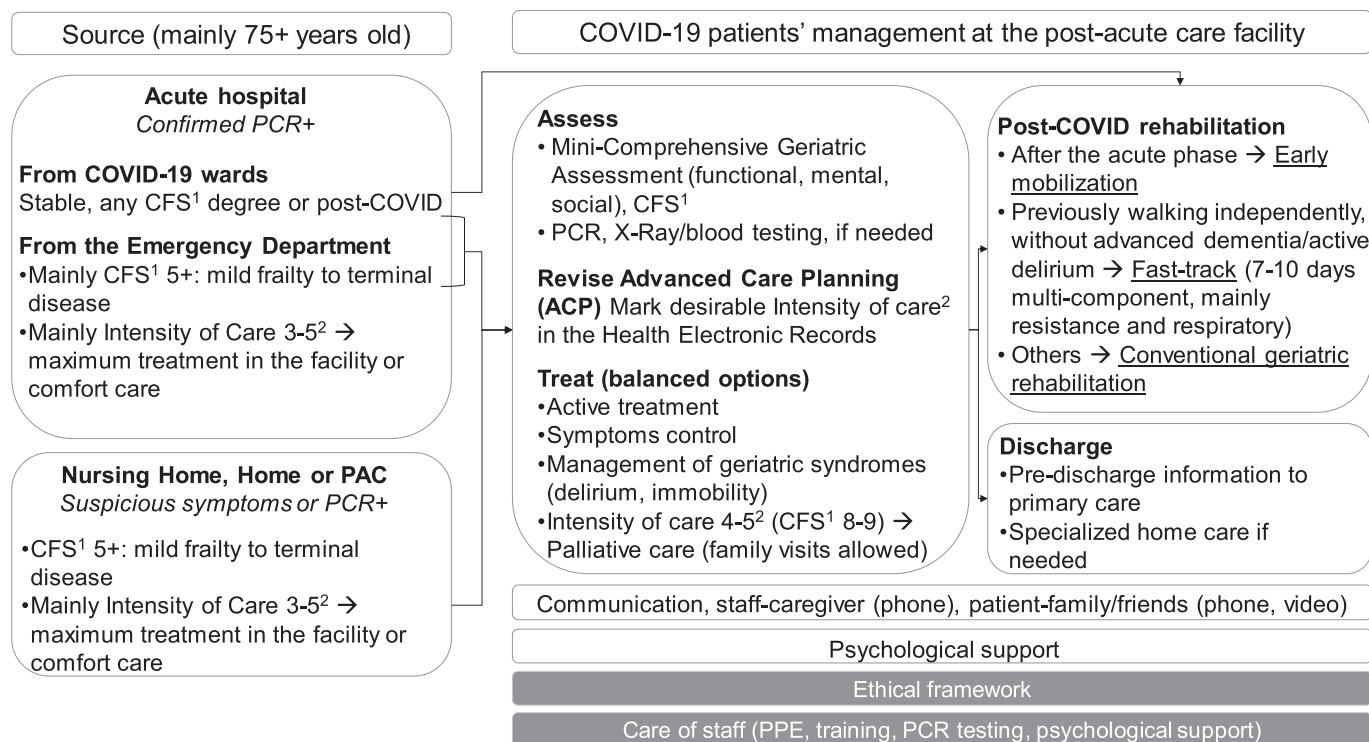 Source (mainly 75+ years old)
COVID-19 patients' management at the post-acute care facility
Acute hospital
Confirmed PCR+
From COVID-19 wards
Stable, any CFS¹ degree or post-COVID
From the Emergency Department
•Mainly CFS¹ 5+: mild frailty to terminal
disease
•Mainly Intensity of Care 3-5² →
maximum treatment in the facility or
comfort care
Nursing Home, Home or PAC
Suspicious symptoms or PCR+
•CFS¹ 5+: mild frailty to terminal
disease
•Mainly Intensity of Care 3-5² →
maximum treatment in the facility or
comfort care
Assess
• Mini-Comprehensive Geriatric
Assessment (functional, mental,
social), CFS¹
• PCR, X-Ray/blood testing, if needed
Revise Advanced Care Planning
(ACP) Mark desirable Intensity of care²
in the Health Electronic Records
Treat (balanced options)
•Active treatment
•Symptoms control
•Management of geriatric syndromes
(delirium, immobility)
•Intensity of care 4-5² (CFS¹ 8-9) →
Palliative care (family visits allowed)
Post-COVID rehabilitation
• After the acute phase → Early
mobilization
• Previously walking independently,
without advanced dementia/active
delirium → Fast-track (7-10 days
multi-component, mainly
resistance and respiratory)
• Others → Conventional geriatric
rehabilitation
Discharge
• Pre-discharge information to
primary care
• Specialized home care if
needed
Communication, staff-caregiver (phone), patient-family/friends (phone, video)
Psychological support
Ethical framework
Care of staff (PPE, training, PCR testing, psychological support)